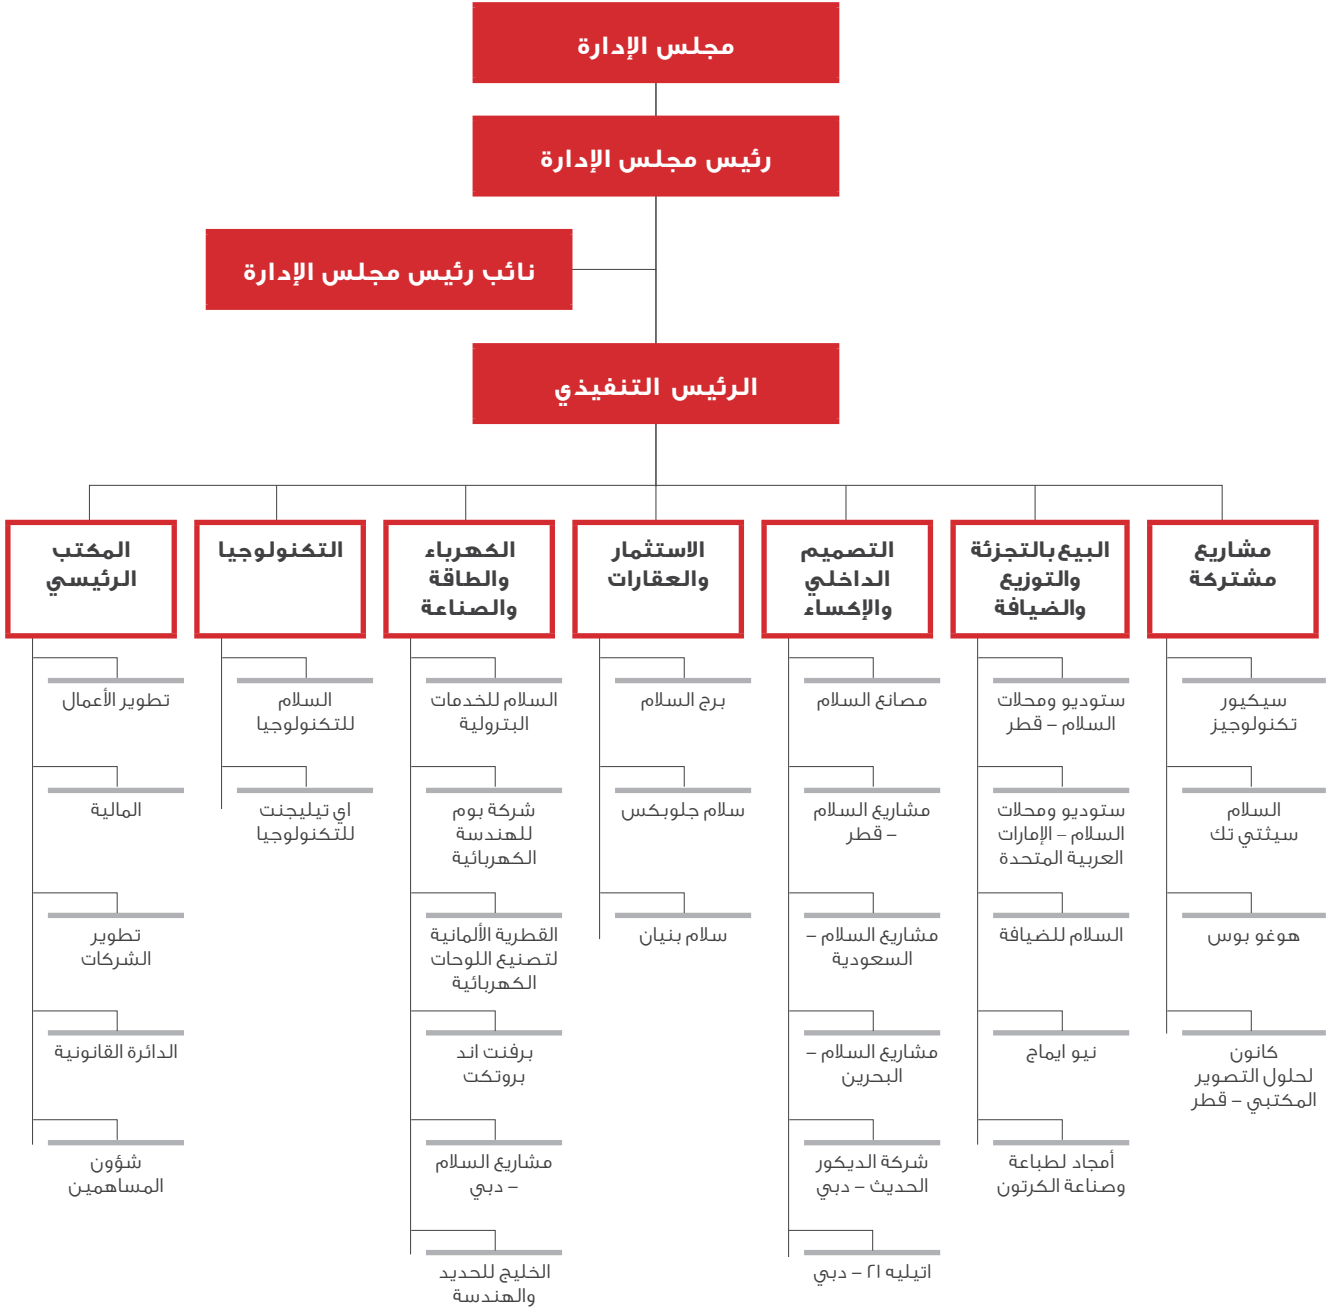 مجلس الإدارة
رئيس مجلس الإدارة
نائب رئيس مجلس الإدارة
الرئيس التنفيذي
مشاريع
مشتركة
سيكيور
تكنولوجيز
السلام
سيثتي تك
هوغو بوس
كانون
لحلول التصوير
المكتبي – قطر
البيع بالتجزئة
والتوزيع
والضيافة
ستوديو ومحلات
السلام – قطر
ستوديو ومحلات
السلام – الإمارات
العربية المتحدة
السلام للضيافة
نيو ايماج
أمجاد لطباعة
وصناعة الكرتون
التصميم
الداخلي
والإكساء
مصانع السلام
مشاريع السلام
– قطر
مشاريع السلام –
السعودية
مشاريع السلام –
البحرين
شركة الديكور
الحديث – دبي
اتيليه ٢١ – دبي
الاستثمار
والعقارات
برج السلام
سلام جلوبكس
سلام بنيان
الكهرباء
والطاقة
والصناعة
السلام للخدمات
البترولية
شركة بوم
للهندسة
الكهربائية
القطرية الألمانية
لتصنيع اللوحات
الكهربائية
برفنت اند
بروتكت
مشاريع السلام
– دبي
الخليج للحديد
والهندسة
التكنولوجيا
السلام
للتكنولوجيا
اي تيليجنت
للتكنولوجيا
المكتب
الرئيسي
تطوير الأعمال
المالية
تطوير
الشركات
الدائرة القانونية
شؤون
المساهمين